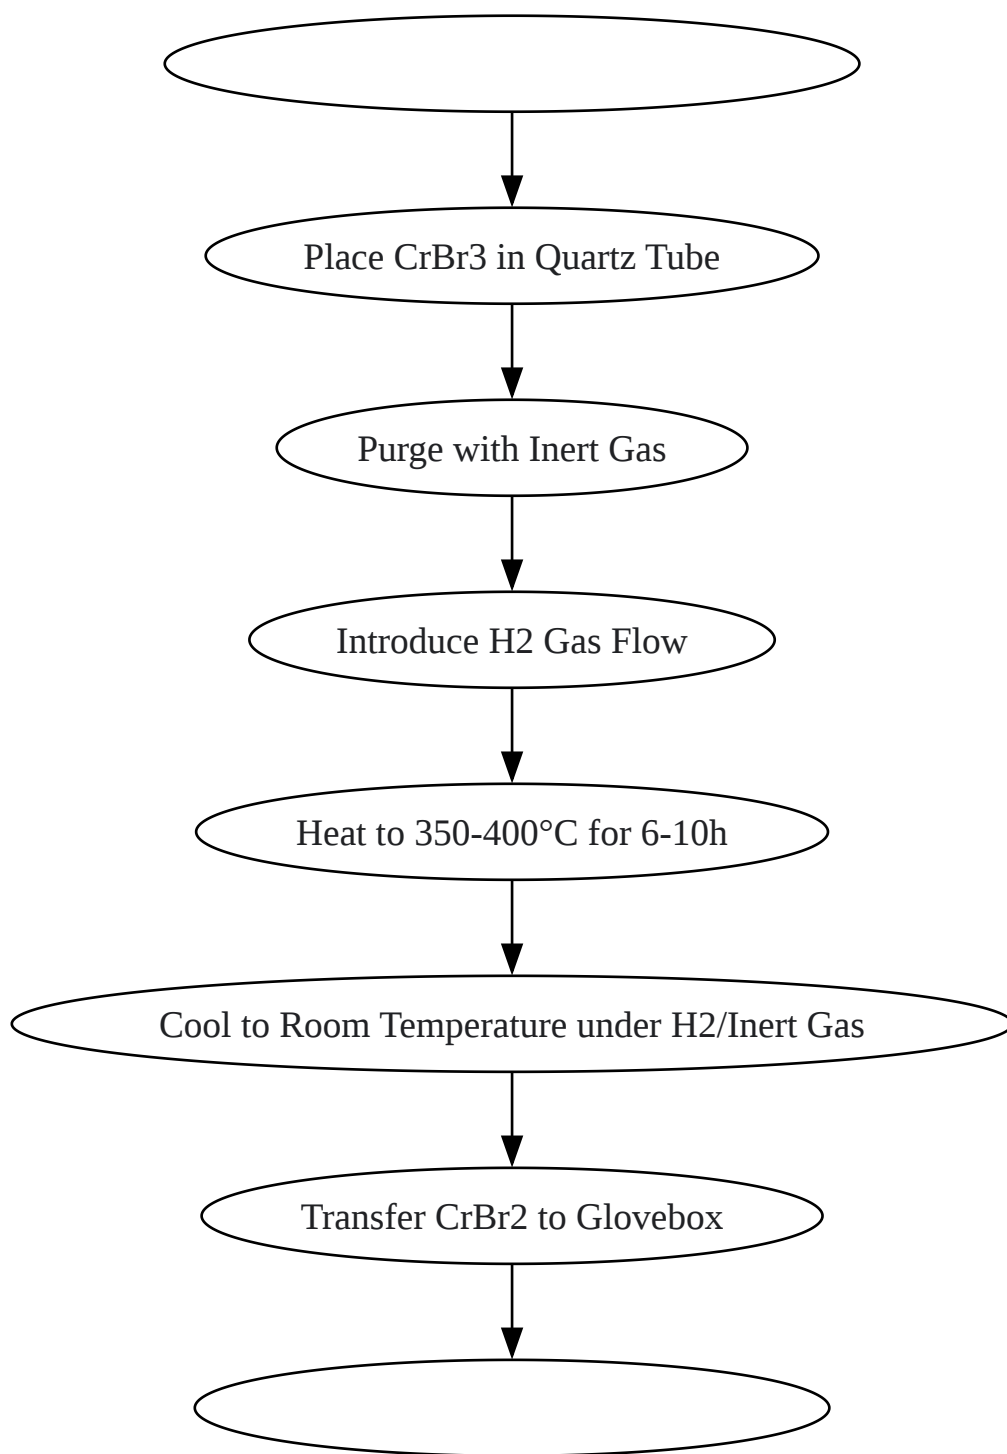 Place CrBr3 in Quartz Tube
Purge with Inert Gas
Introduce H2 Gas Flow
Heat to 350-400°C for 6-10h
Cool to Room Temperature under H2/Inert Gas
Transfer CrBr2 to Glovebox